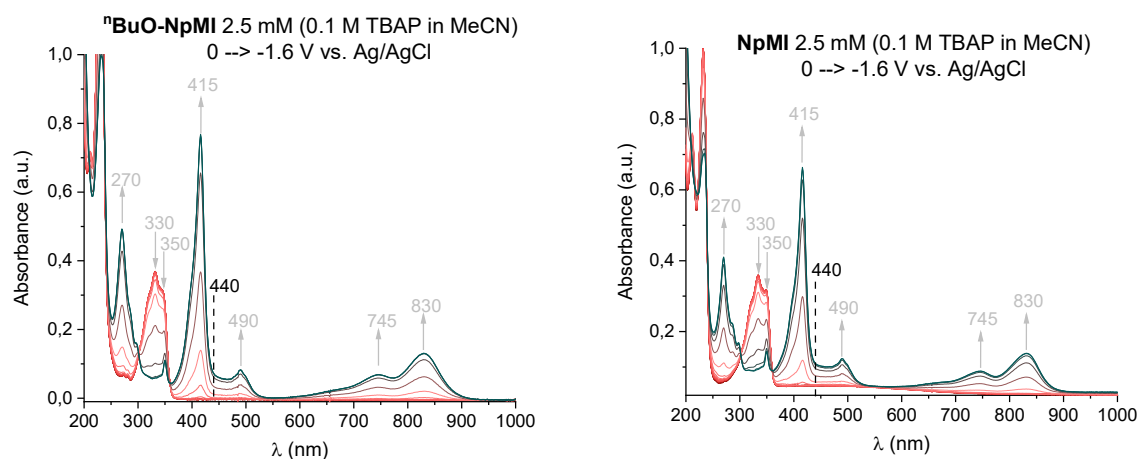 ⁿBuO-NpMI 2.5 mM (0.1 M TBAP in MeCN)
0 --> -1.6 V vs. Ag/AgCl
1,0
0,8
0,6
0,4
0,2
0,0
Absorbance (a.u.)
415
270
330
350
440
490
745
830
200 300 400 500 600 700 800 900 1000
λ (nm)
NpMI 2.5 mM (0.1 M TBAP in MeCN)
0 --> -1.6 V vs. Ag/AgCl
1,0
0,8
0,6
0,4
0,2
Absorbance (a.u.)
415
270
330
350
440
490
745
830
200 300 400 500 600 700 800 900 1000
λ (nm)